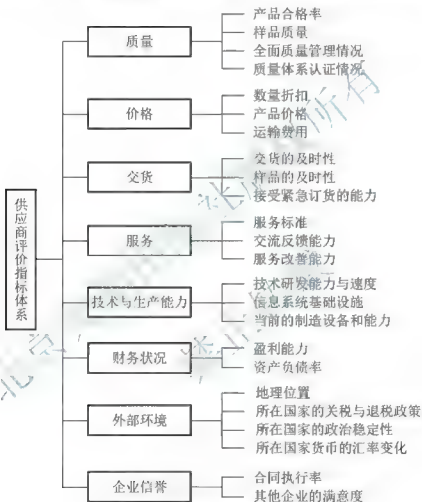 产品合格率
样品质量
质量
全面质量管理情况
质量体系认证情况
数量折扣
价格
产品价格
运输费用
交货的及时性
交货
样品的及时性
接受紧急订货的能力
供应商评价指标体系
服务标准
服务
交流反馈能力
服务改善能力
技术研发能力与速度
技术与生产能力
信息系统基础设施
当前的制造设备和能力
盈利能力
财务状况
资产负债率
地理位置
外部环境
所在国家的关税与退税政策
所在国家的政治稳定性
所在国家货币的汇率变化
合同执行率
企业信誉
其他企业的满意度